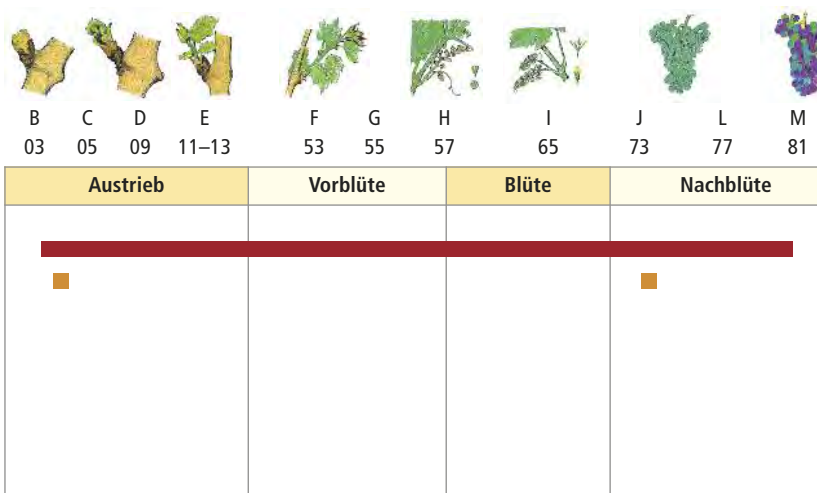 B C D E F G H I J L M
03 05 09 11–13 53 55 57 65 73 77 81
Austrieb Vorblüte Blüte Nachblüte